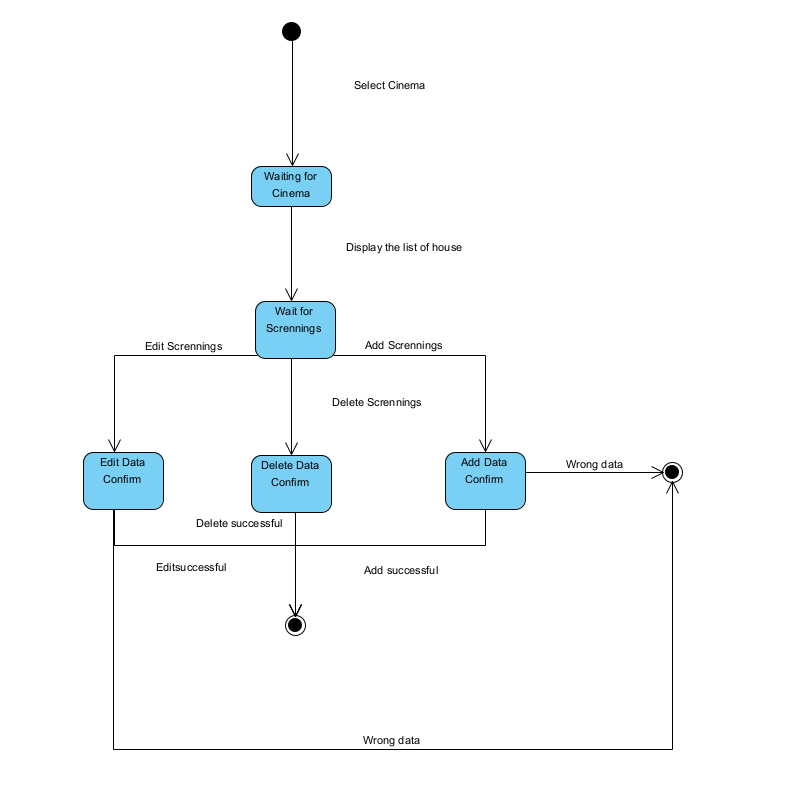 Select Cinema
Waiting for
Cinema
Display the list of house
Wait for
Scrennings
Edit Scrennings
Add Scrennings
Delete Scrennings
Edit Data
Confirm
Delete Data
Confirm
Add Data
Confirm
Wrong data
Delete successful
Editsuccessful
Add successful
Wrong data